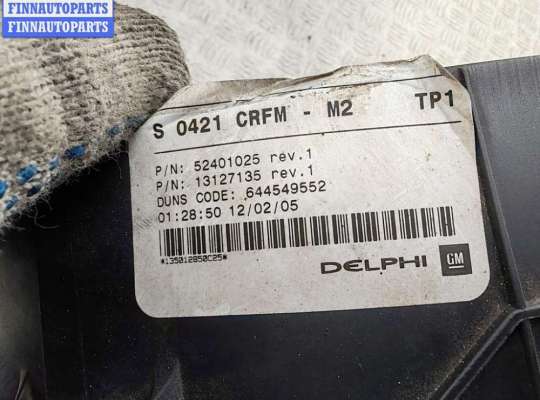 FINNAUTOPARTS
FINNAUTOPARTS
S 0421 CRFM - M2 TP1
P/N: 52401025 rev.1
P/N: 13127135 rev.1
DUNS CODE: 644549552
01:28:50 12/02/05
*135012850C25*
DELPHI GM